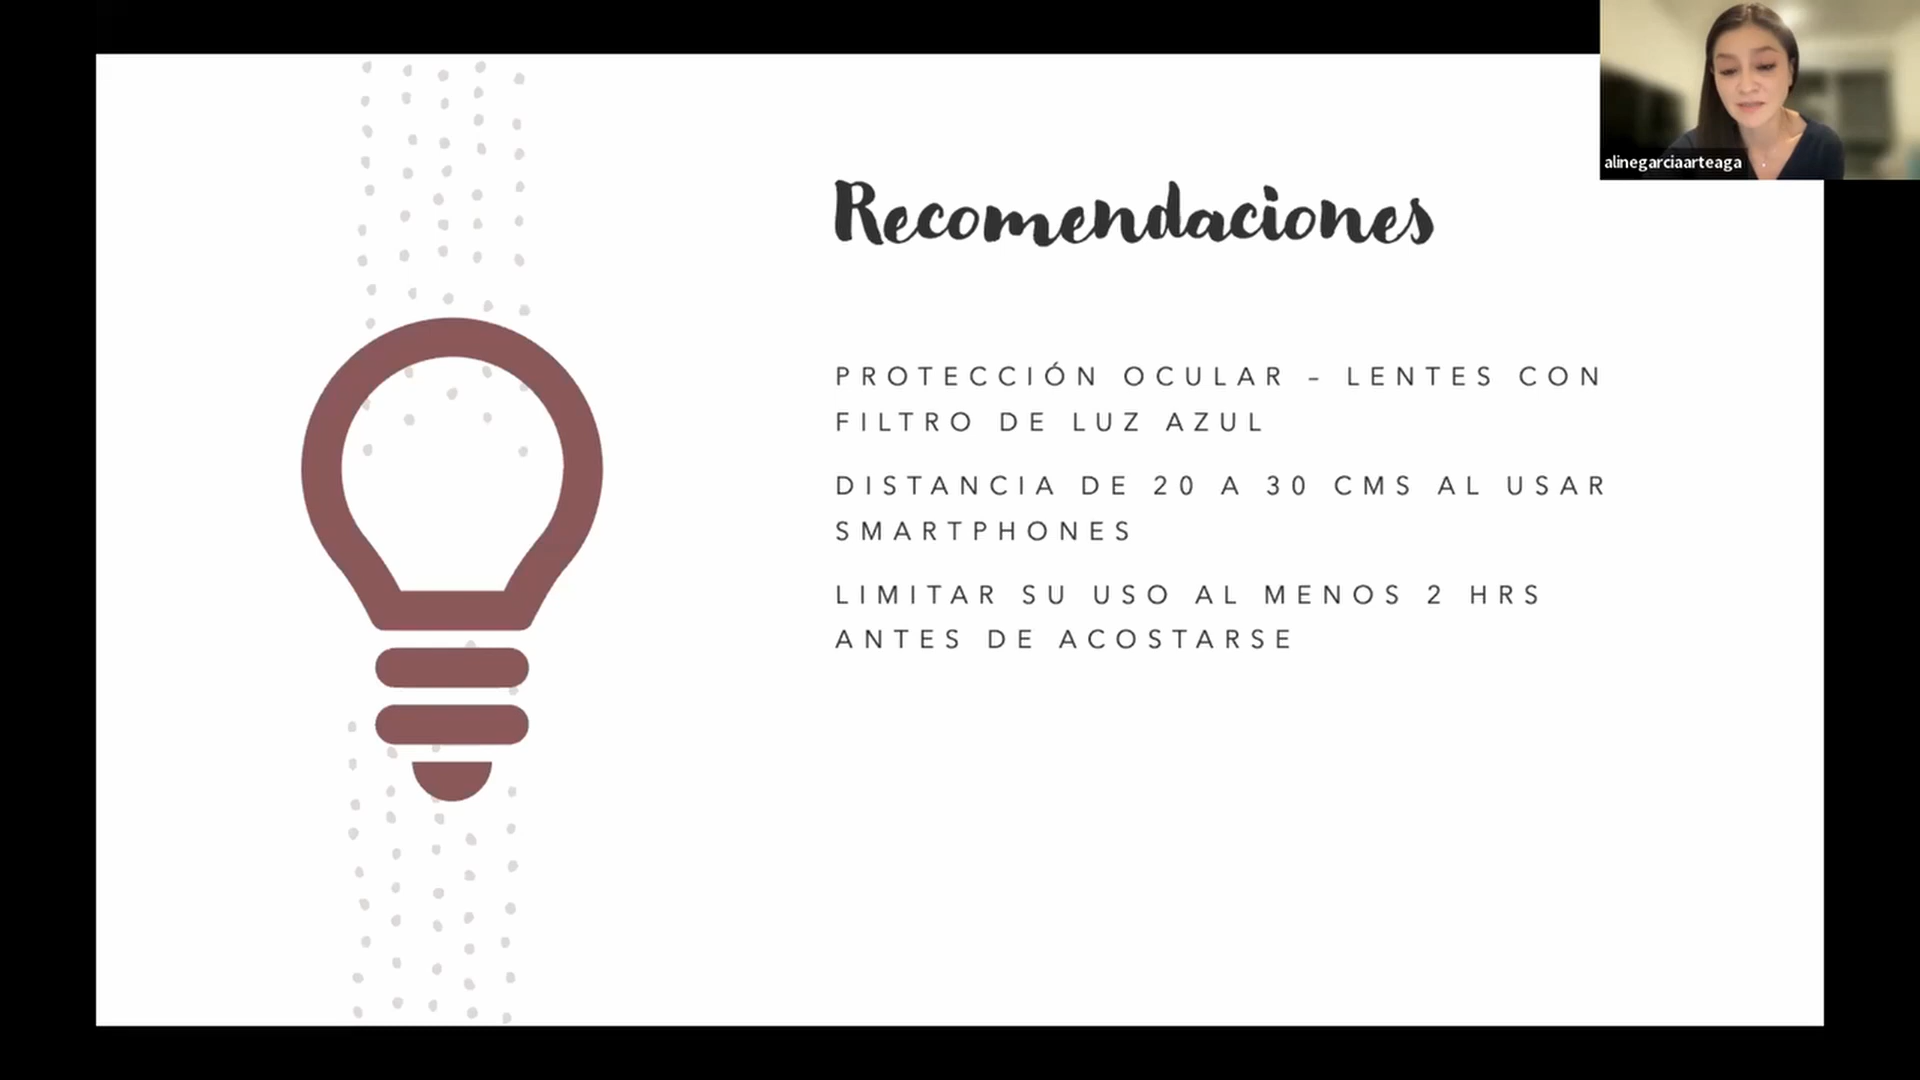 alinegarciaarteaga
Recomendaciones
PROTECCIÓN OCULAR – LENTES CON
FILTRO DE LUZ AZUL
DISTANCIA DE 20 A 30 CMS AL USAR
SMARTPHONES
LIMITAR SU USO AL MENOS 2 HRS
ANTES DE ACOSTARSE